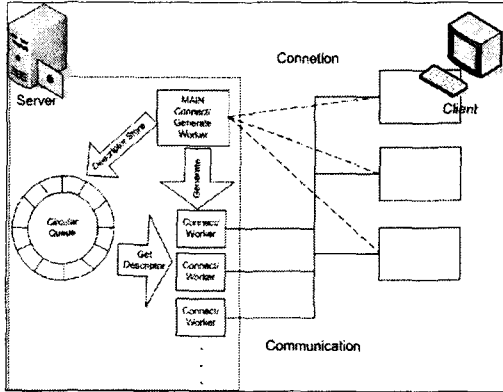 Connetion
Server
Client
MAIN
Connect/
Generate
Worker
Descriptor Store
Generate
Circular
Queue
Get
Descriptor
Connect/
Worker
Connect/
Worker
Connect/
Worker
Communication